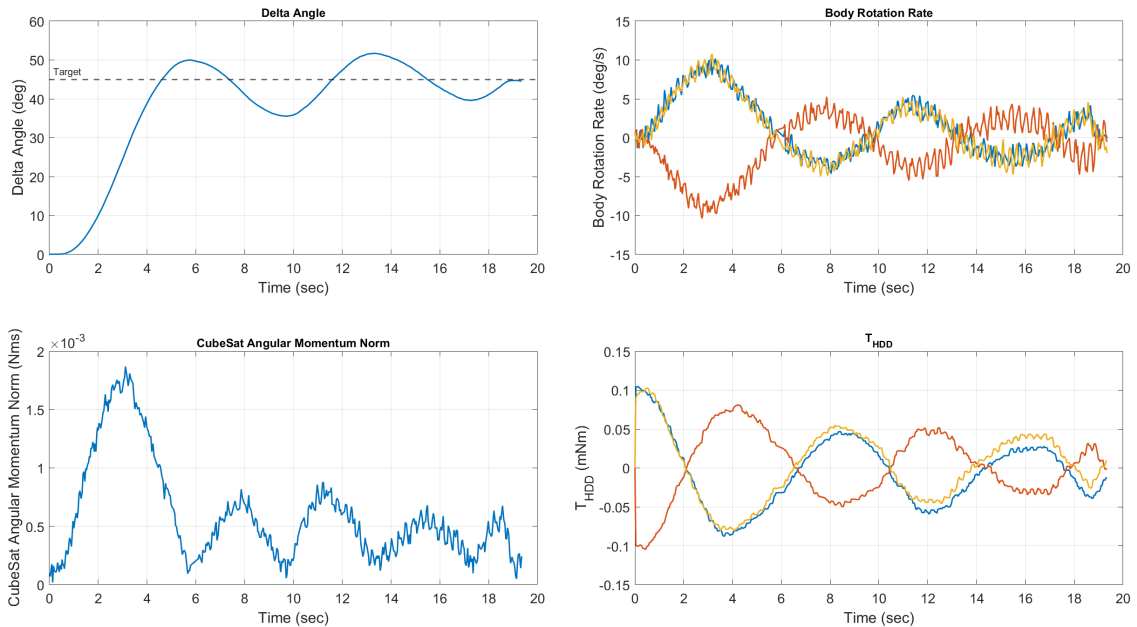 Delta Angle
Delta Angle (deg)
60
50
40
30
20
10
0
Target
0 2 4 6 8 10 12 14 16 18 20
Time (sec)
Body Rotation Rate
Body Rotation Rate (deg/s)
15
10
5
0
-5
-10
-15
0 2 4 6 8 10 12 14 16 18 20
Time (sec)
CubeSat Angular Momentum Norm
CubeSat Angular Momentum Norm (Nms)
×10⁻³
2
1.5
1
0.5
0
0 2 4 6 8 10 12 14 16 18 20
Time (sec)
T_HDD
T_HDD (mNm)
0.15
0.1
0.05
0
-0.05
-0.1
-0.15
0 2 4 6 8 10 12 14 16 18 20
Time (sec)